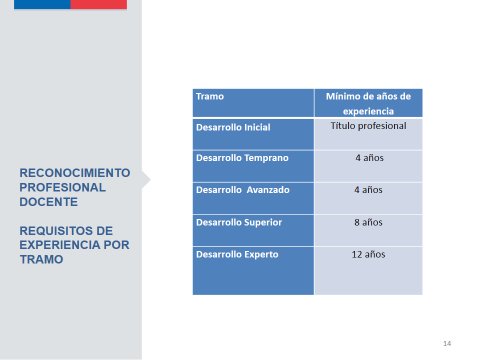 RECONOCIMIENTO
PROFESIONAL
DOCENTE
REQUISITOS DE
EXPERIENCIA POR
TRAMO
Tramo
Mínimo de años de
experiencia
Desarrollo Inicial
Título profesional
Desarrollo Temprano
4 años
Desarrollo Avanzado
4 años
Desarrollo Superior
8 años
Desarrollo Experto
12 años
14